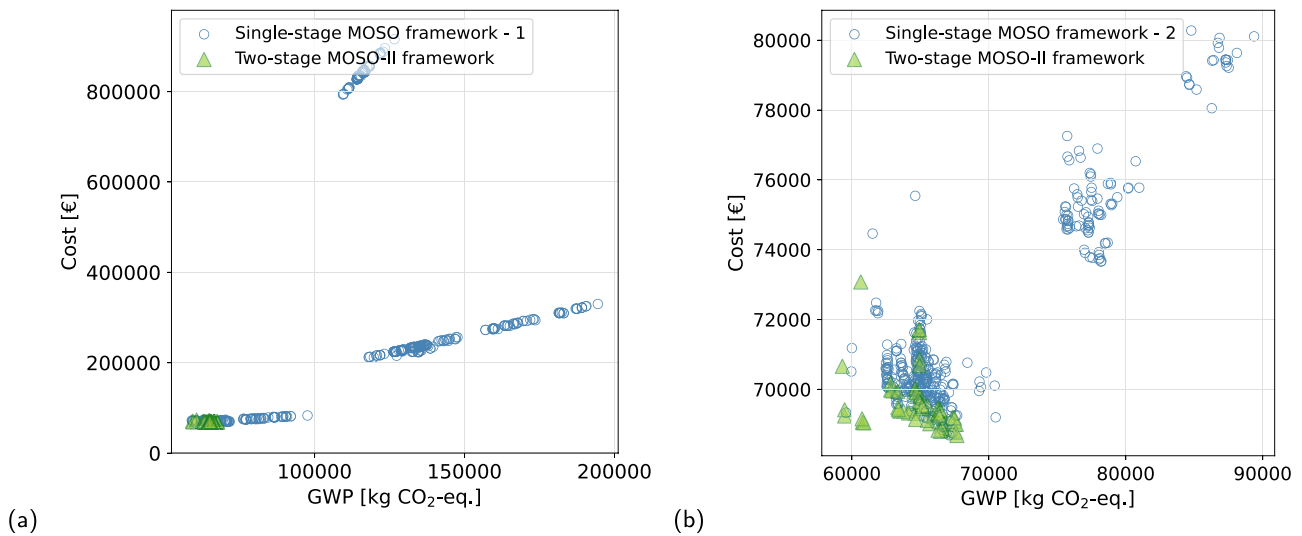 Single-stage MOSO framework - 1
Two-stage MOSO-II framework
800000
600000
400000
200000
0
Cost [€]
100000
150000
200000
GWP [kg CO₂-eq.]
(a)
Single-stage MOSO framework - 2
Two-stage MOSO-II framework
80000
78000
76000
74000
72000
70000
Cost [€]
60000
70000
80000
90000
GWP [kg CO₂-eq.]
(b)